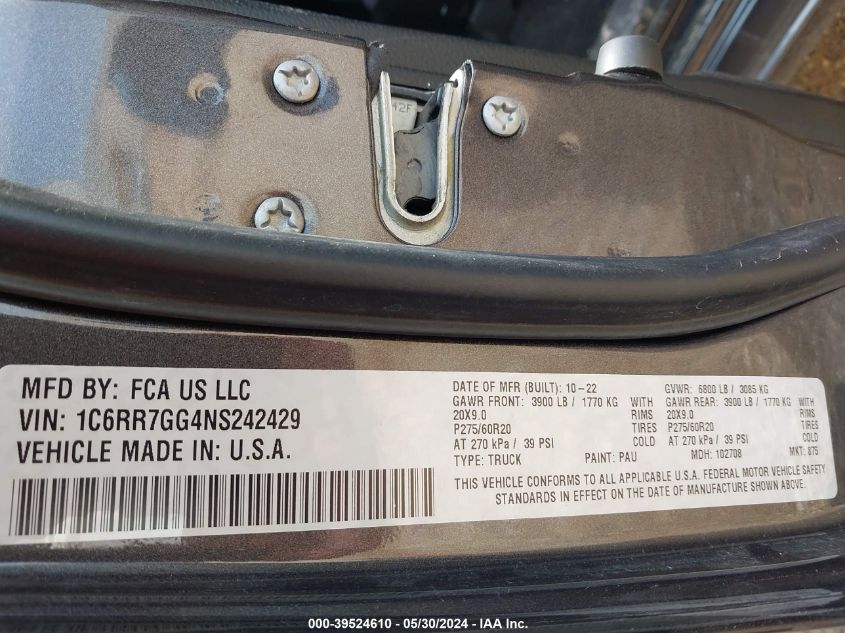 42F
MFD BY: FCA US LLC
VIN: 1C6RR7GG4NS242429
VEHICLE MADE IN: U.S.A.
DATE OF MFR (BUILT): 10-22 GVWR: 6800 LB / 3085 KG
GAWR FRONT: 3900 LB / 1770 KG WITH GAWR REAR: 3900 LB / 1770 KG WITH
20X9.0 RIMS 20X9.0 RIMS
P275/60R20 TIRES P275/60R20 TIRES
AT 270 kPa / 39 PSI COLD AT 270 kPa / 39 PSI COLD
TYPE: TRUCK PAINT: PAU MDH: 102708 MKT: 875
THIS VEHICLE CONFORMS TO ALL APPLICABLE U.S.A. FEDERAL MOTOR VEHICLE SAFETY
STANDARDS IN EFFECT ON THE DATE OF MANUFACTURE SHOWN ABOVE.
000-39524610 - 05/30/2024 - IAA Inc.